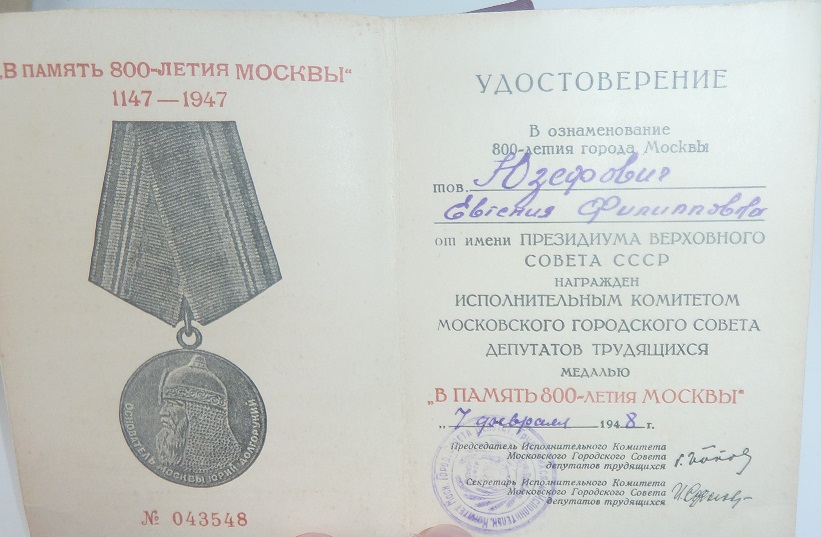 „В ПАМЯТЬ 800-ЛЕТИЯ МОСКВЫ“
1147—1947
ОСНОВАТЕЛЬ МОСКВЫ ЮРИЙ ДОЛГОРУКИЙ
№ 043548
УДОСТОВЕРЕНИЕ
В ознаменование
800-летия города Москвы
тов. Юзефович
Евгения Филипповна
от имени ПРЕЗИДИУМА ВЕРХОВНОГО
СОВЕТА СССР
НАГРАЖДЕН
ИСПОЛНИТЕЛЬНЫМ КОМИТЕТОМ
МОСКОВСКОГО ГОРОДСКОГО СОВЕТА
ДЕПУТАТОВ ТРУДЯЩИХСЯ
МЕДАЛЬЮ
„В ПАМЯТЬ 800-ЛЕТИЯ МОСКВЫ“
„7 февраля 1948 г.
Председатель Исполнительного Комитета
Московского Городского Совета
депутатов трудящихся Г. Попов
Секретарь Исполнительного Комитета
Московского Городского Совета
депутатов трудящихся